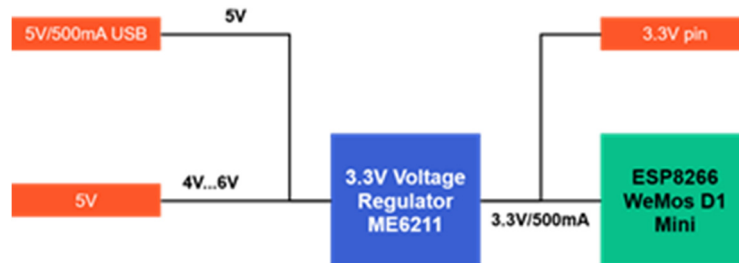 5V
5V/500mA USB
3.3V pin
4V...6V
5V
3.3V Voltage
Regulator
ME6211
3.3V/500mA
ESP8266
WeMos D1
Mini